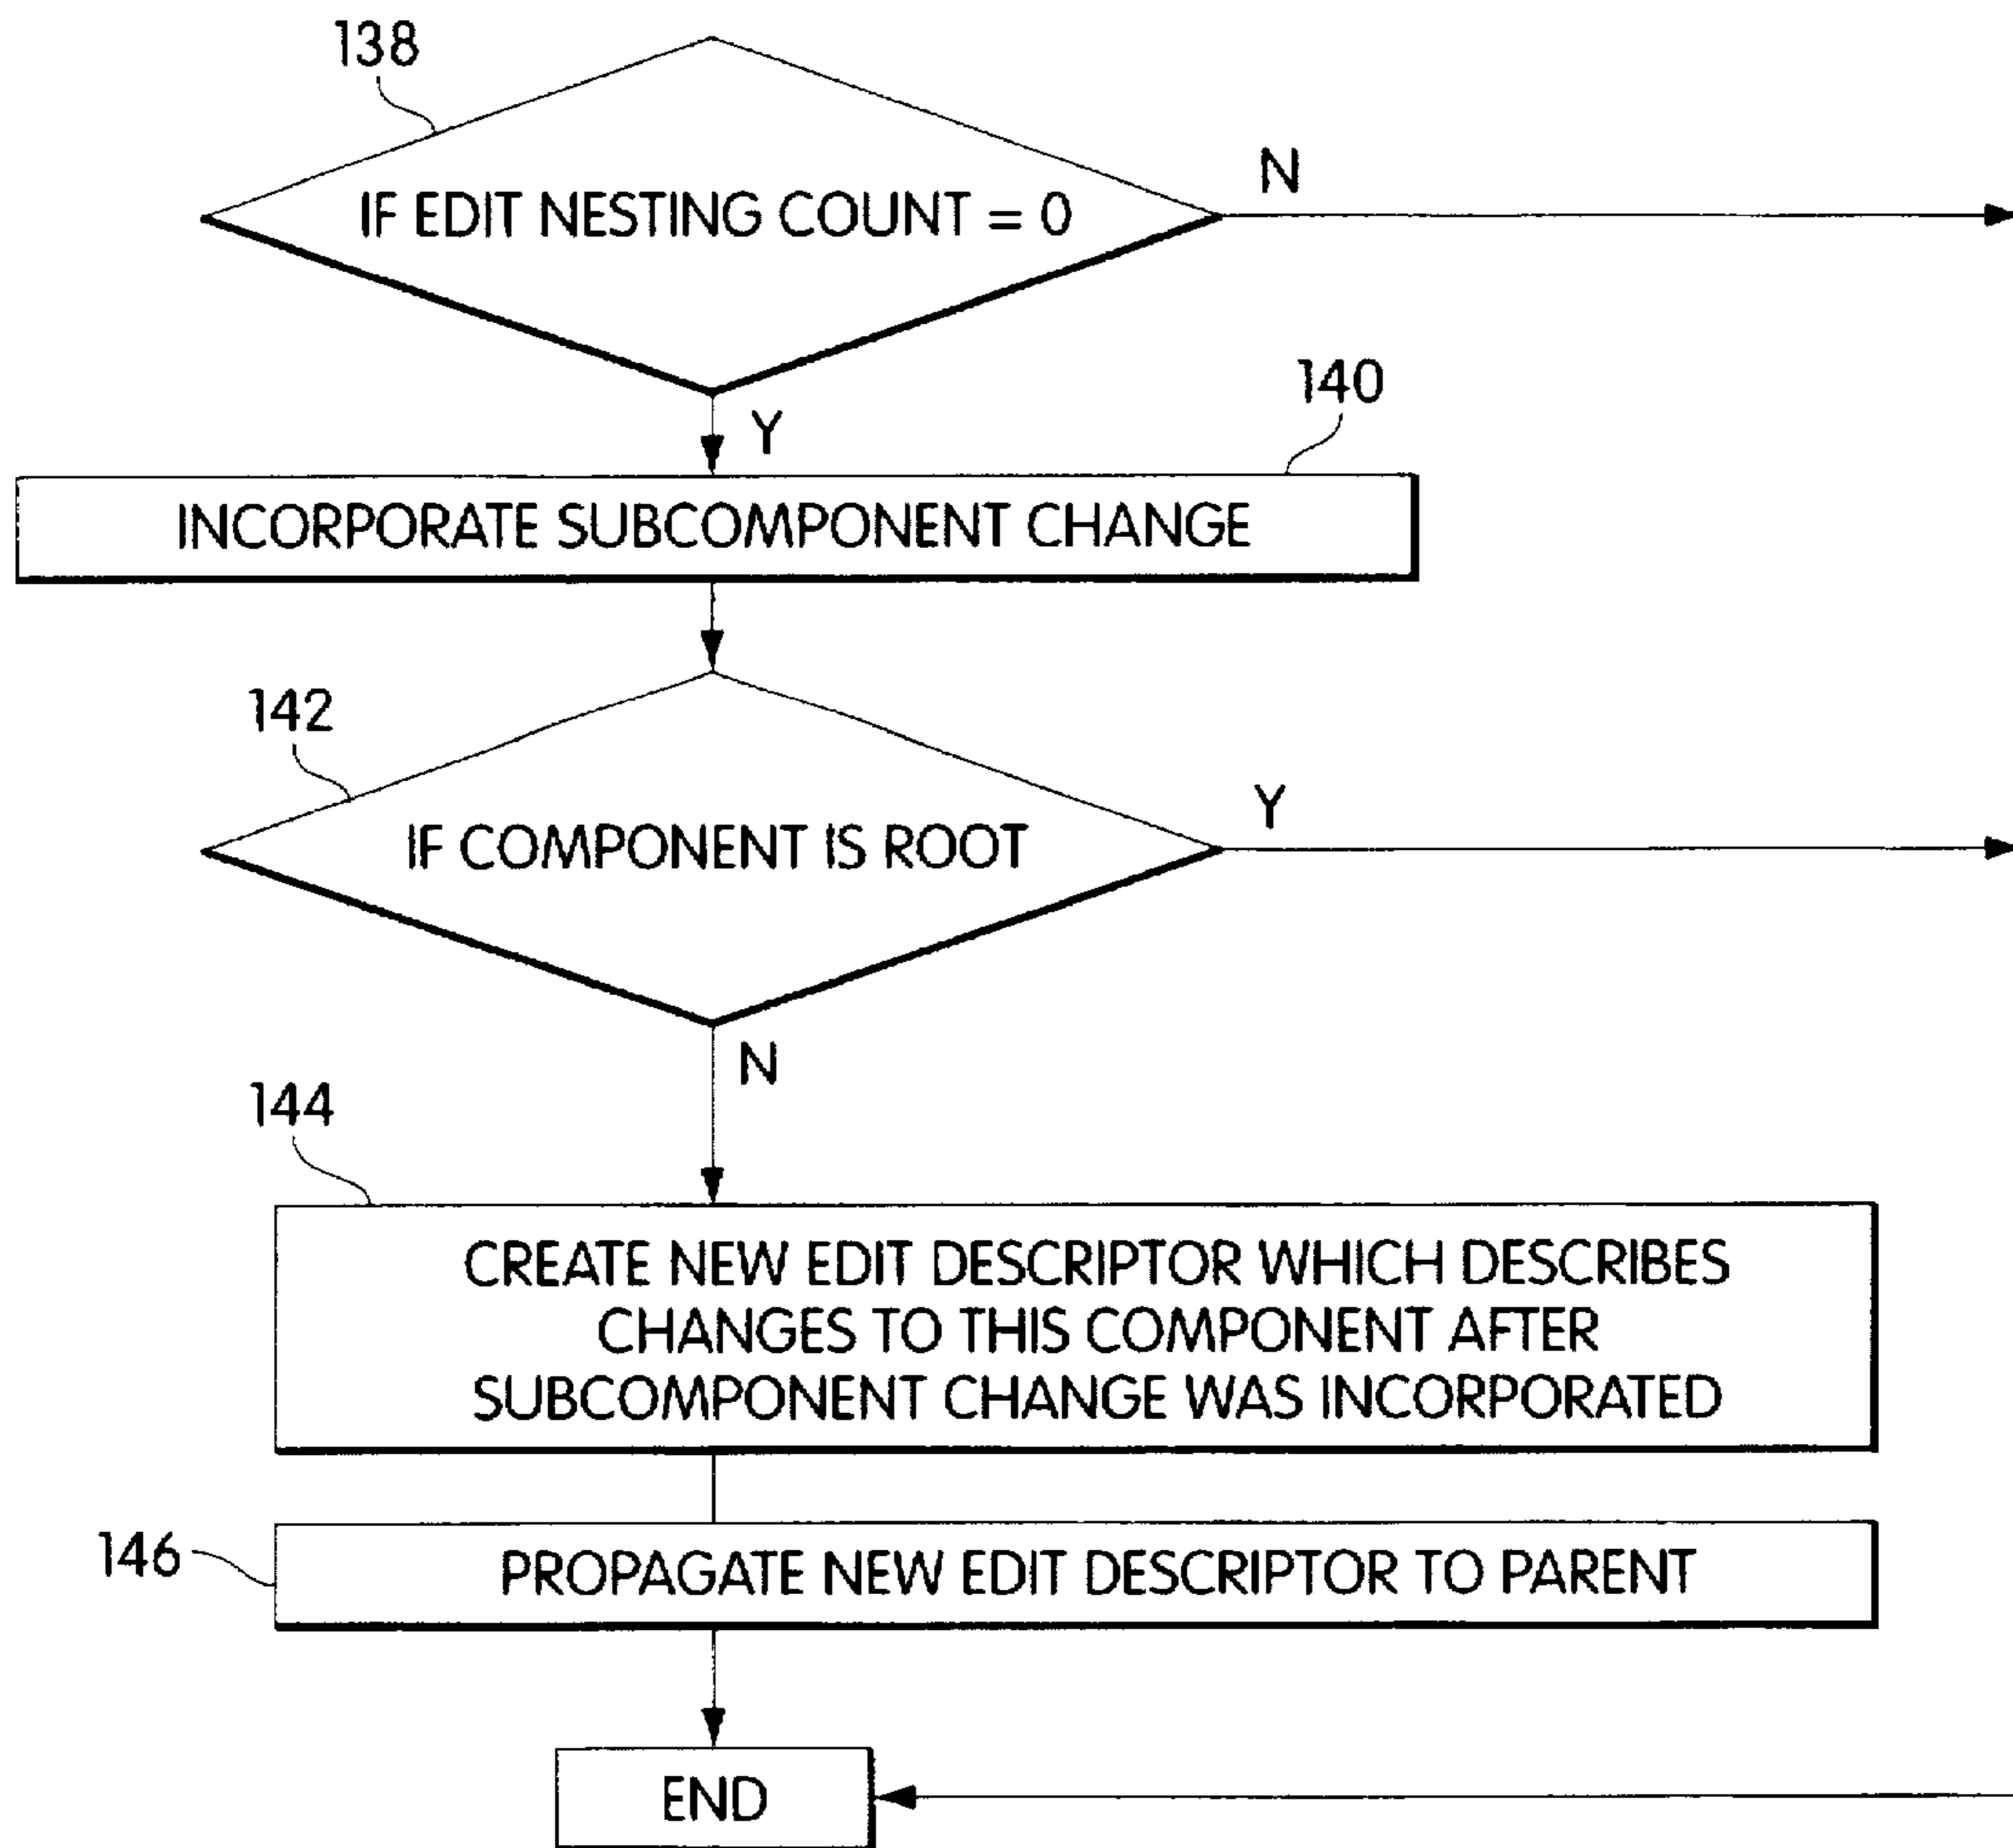 138
IF EDIT NESTING COUNT = 0
N
Y
140
INCORPORATE SUBCOMPONENT CHANGE
142
IF COMPONENT IS ROOT
Y
N
144
CREATE NEW EDIT DESCRIPTOR WHICH DESCRIBES
CHANGES TO THIS COMPONENT AFTER
SUBCOMPONENT CHANGE WAS INCORPORATED
146
PROPAGATE NEW EDIT DESCRIPTOR TO PARENT
END